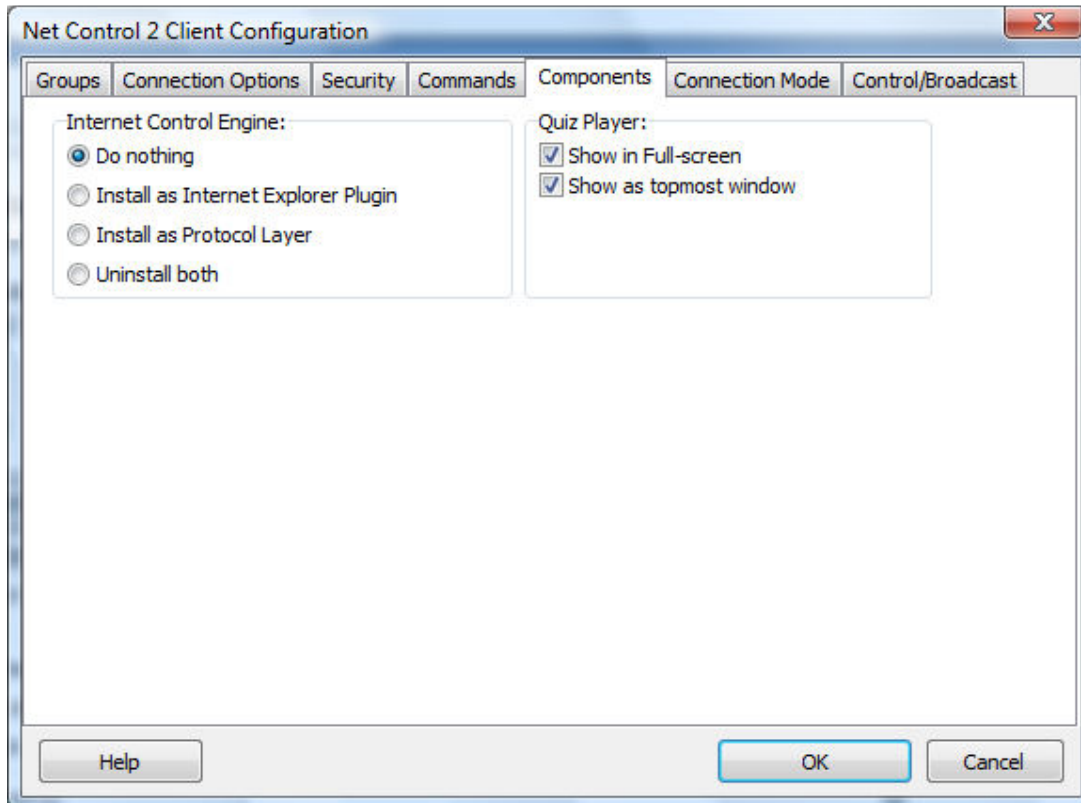 Net Control 2 Client Configuration
X
Groups Connection Options Security Commands Components Connection Mode Control/Broadcast
Internet Control Engine:
Do nothing
Install as Internet Explorer Plugin
Install as Protocol Layer
Uninstall both
Quiz Player:
Show in Full-screen
Show as topmost window
Help OK Cancel